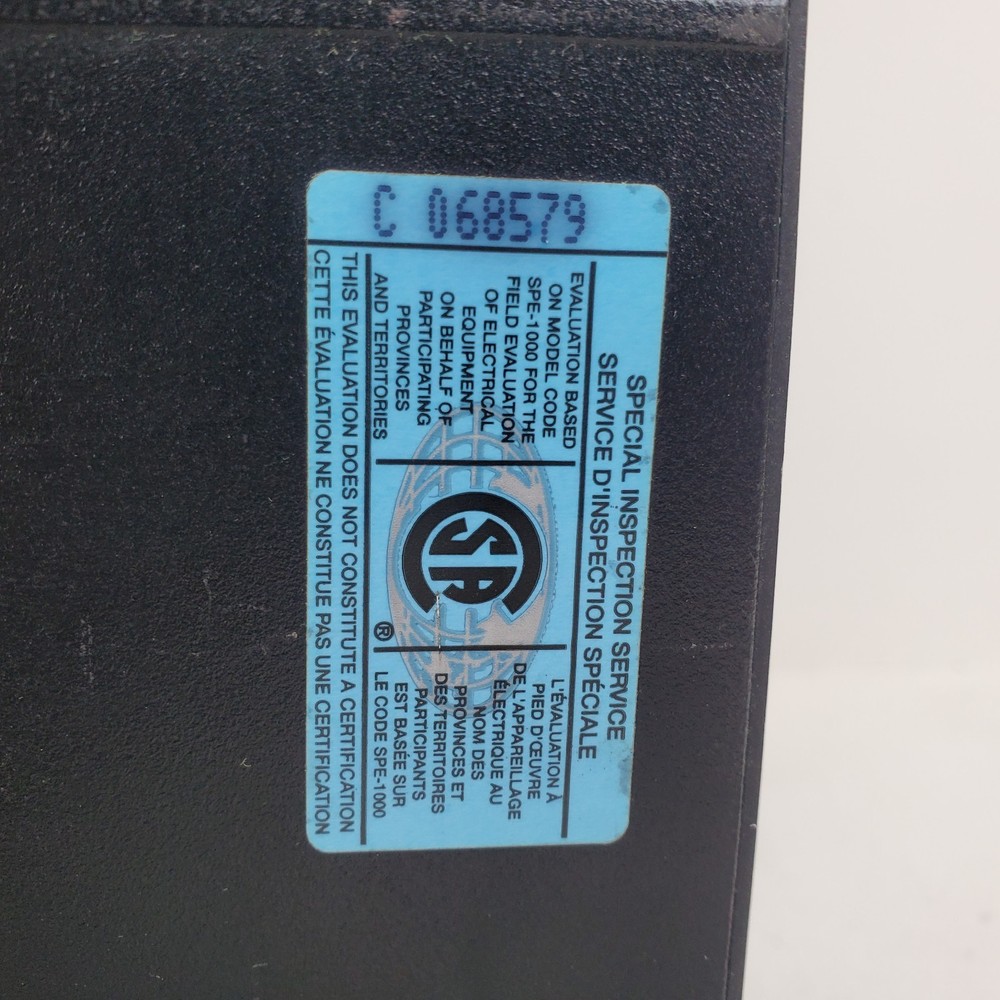 C 068579
SPECIAL INSPECTION SERVICE
SERVICE D'INSPECTION SPÉCIALE
EVALUATION BASED
ON MODEL CODE
SPE-1000 FOR THE
FIELD EVALUATION
OF ELECTRICAL
EQUIPMENT
ON BEHALF OF
PARTICIPATING
PROVINCES
AND TERRITORIES
CSA
®
L'ÉVALUATION À
PIED D'ŒUVRE
DE L'APPAREILLAGE
ÉLECTRIQUE AU
NOM DES
PROVINCES ET
DES TERRITOIRES
PARTICIPANTS
EST BASÉE SUR
LE CODE SPE-1000
THIS EVALUATION DOES NOT CONSTITUTE A CERTIFICATION
CETTE ÉVALUATION NE CONSTITUE PAS UNE CERTIFICATION